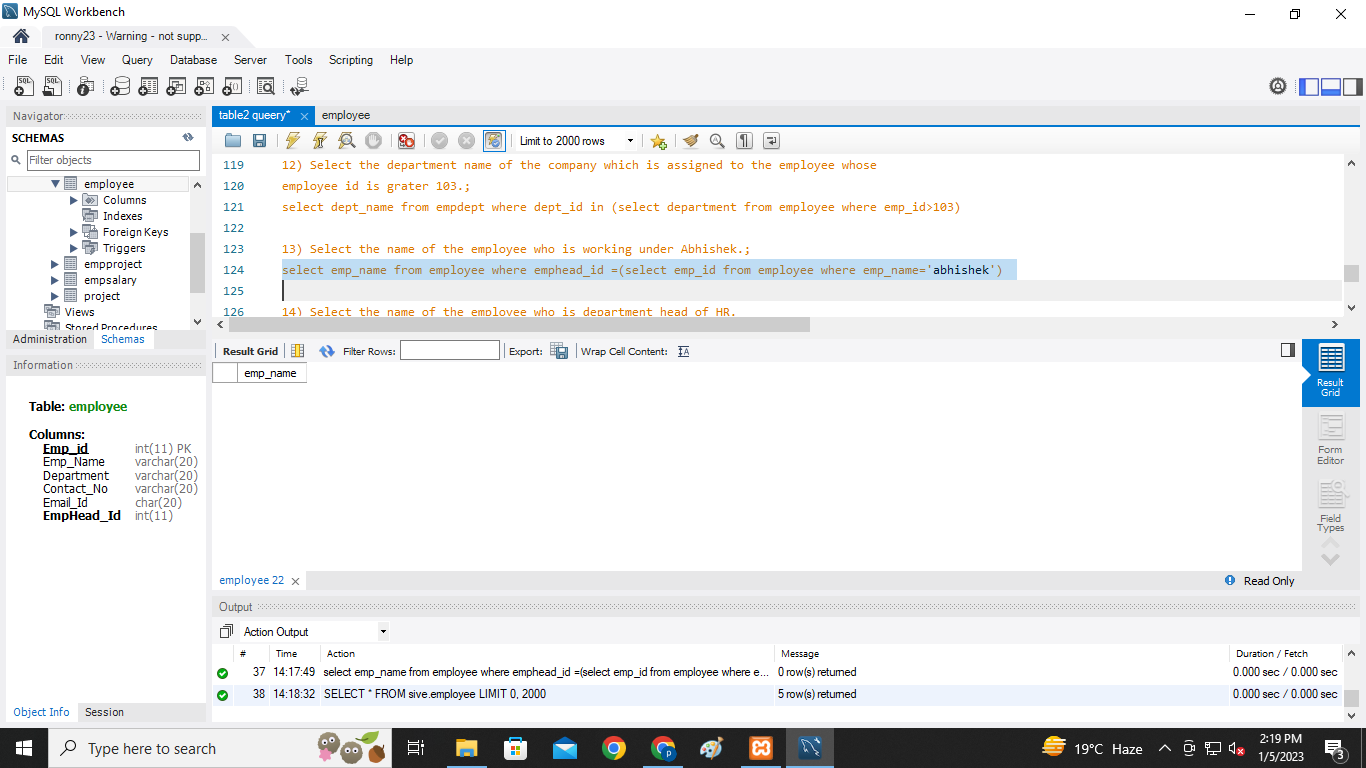 MySQL Workbench
ronny23 - Warning - not supp...
File Edit View Query Database Server Tools Scripting Help
Navigator
SCHEMAS
Filter objects
employee
Columns
Indexes
Foreign Keys
Triggers
empproject
empsalary
project
Views
Stored Procedures
Administration Schemas
Information
Table: employee
Columns:
Emp_id int(11) PK
Emp_Name varchar(20)
Department varchar(20)
Contact_No varchar(20)
Email_Id char(20)
EmpHead_Id int(11)
Object Info Session
table2 queery* employee
Limit to 2000 rows
119 12) Select the department name of the company which is assigned to the employee whose
120 employee id is grater 103.;
121 select dept_name from empdept where dept_id in (select department from employee where emp_id>103)
122
123 13) Select the name of the employee who is working under Abhishek.;
124 select emp_name from employee where emphead_id =(select emp_id from employee where emp_name='abhishek')
125
126 14) Select the name of the employee who is department head of HR.
Result Grid Filter Rows: Export: Wrap Cell Content:
emp_name
Result Grid
Form Editor
Field Types
employee 22 Read Only
Output
Action Output
# Time Action Message Duration / Fetch
37 14:17:49 select emp_name from employee where emphead_id =(select emp_id from employee where e... 0 row(s) returned 0.000 sec / 0.000 sec
38 14:18:32 SELECT * FROM sive.employee LIMIT 0, 2000 5 row(s) returned 0.000 sec / 0.000 sec
Type here to search
19°C Haze
2:19 PM
1/5/2023
3